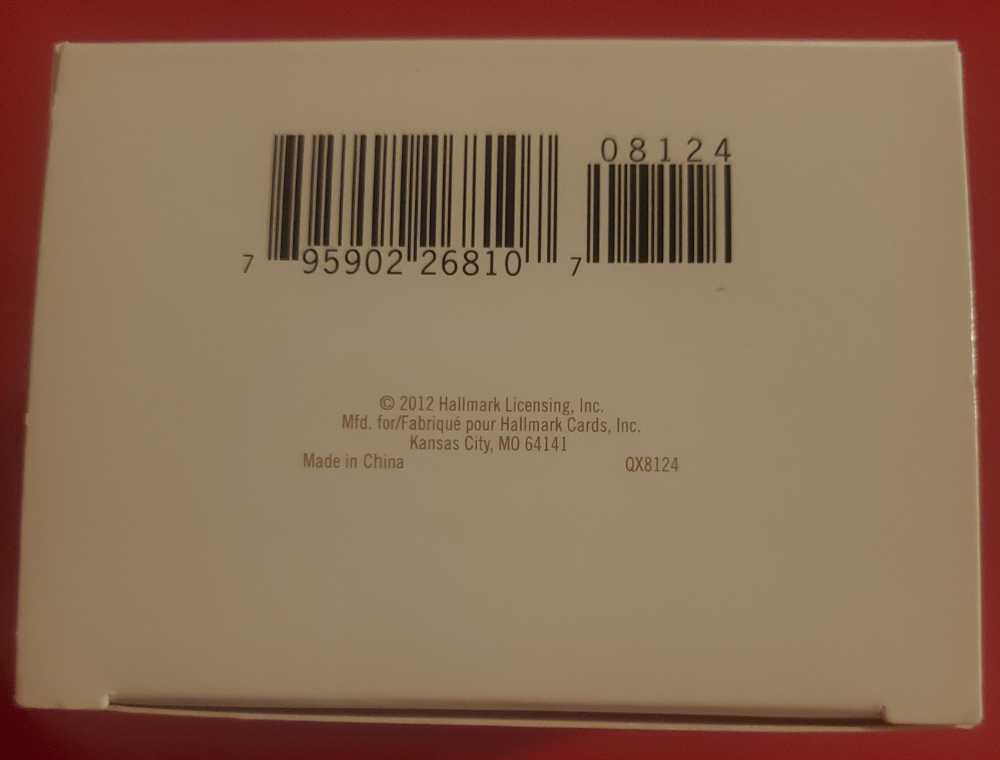 08124
7 95902 26810 7
© 2012 Hallmark Licensing, Inc.
Mfd. for/Fabriqué pour Hallmark Cards, Inc.
Kansas City, MO 64141
Made in China QX8124